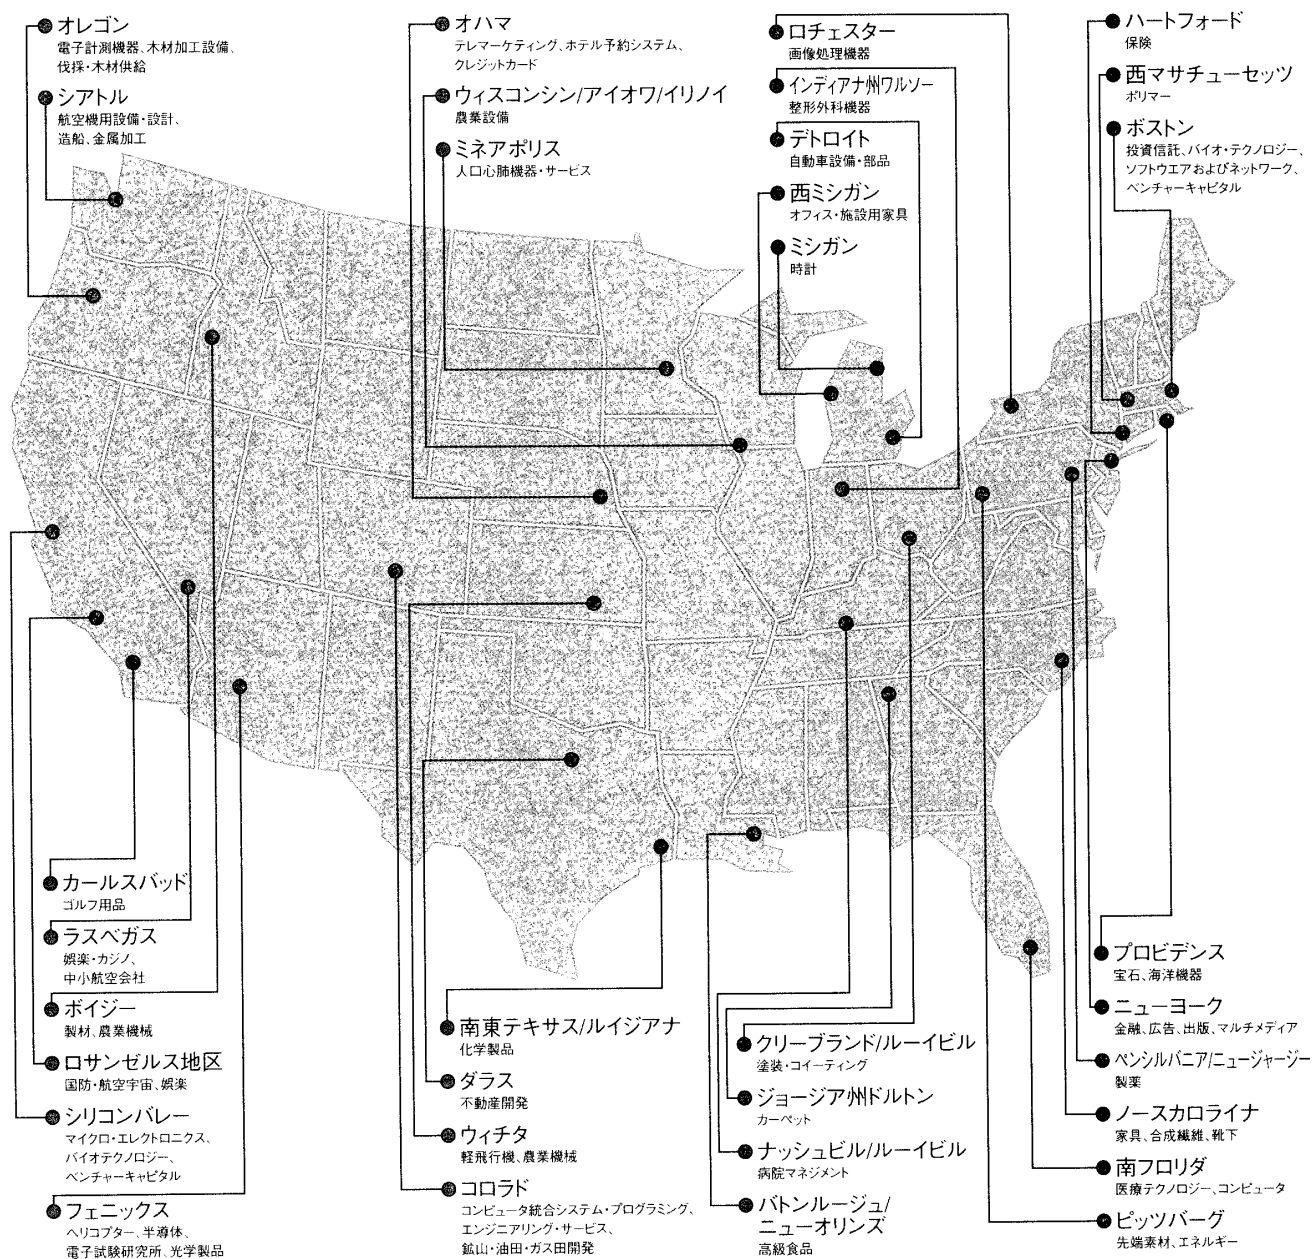 オレゴン
電子計測機器、木材加工設備、
伐採・木材供給
シアトル
航空機用設備・設計、
造船、金属加工
オハマ
テレマーケティング、ホテル予約システム、
クレジットカード
ウィスコンシン/アイオワ/イリノイ
農業設備
ミネアポリス
人口心肺機器・サービス
ロチェスター
画像処理機器
インディアナ州ワルソー
整形外科機器
デトロイト
自動車設備・部品
西ミシガン
オフィス・施設用家具
ミシガン
時計
ハートフォード
保険
西マサチューセッツ
ポリマー
ボストン
投資信託、バイオ・テクノロジー、
ソフトウエアおよびネットワーク、
ベンチャーキャピタル
カールスバッド
ゴルフ用品
ラスベガス
娯楽・カジノ、
中小航空会社
ボイジー
製材、農業機械
ロサンゼルス地区
国防・航空宇宙、娯楽
シリコンバレー
マイクロ・エレクトロニクス、
バイオテクノロジー、
ベンチャーキャピタル
フェニックス
ヘリコプター、半導体、
電子試験研究所、光学製品
南東テキサス/ルイジアナ
化学製品
ダラス
不動産開発
ウィチタ
軽飛行機、農業機械
コロラド
コンピュータ統合システム・プログラミング、
エンジニアリング・サービス、
鉱山・油田・ガス田開発
クリーブランド/ルーイビル
塗装・コイーティング
ジョージア州ドルトン
カーペット
ナッシュビル/ルーイビル
病院マネジメント
バトンルージュ/
ニューオリンズ
高級食品
プロビデンス
宝石、海洋機器
ニューヨーク
金融、広告、出版、マルチメディア
ペンシルバニア/ニュージャージー
製薬
ノースカロライナ
家具、合成繊維、靴下
南フロリダ
医療テクノロジー、コンピュータ
ピッツバーグ
先端素材、エネルギー